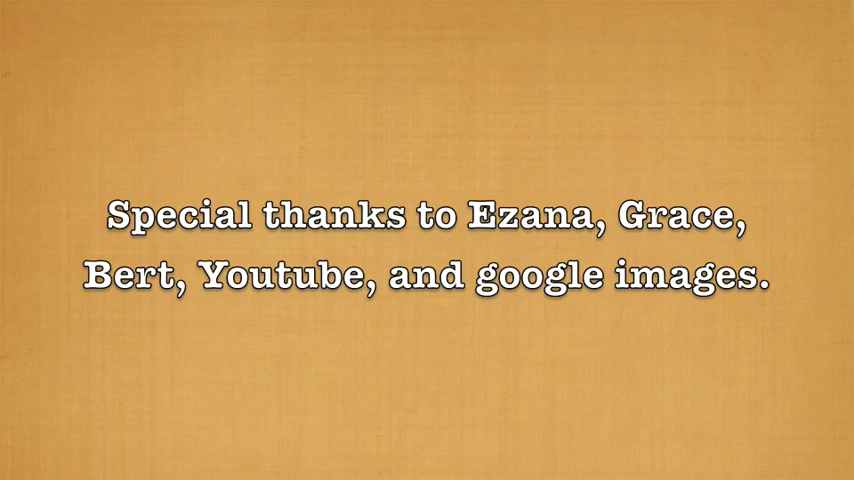 Special thanks to Ezana, Grace,
Bert, Youtube, and google images.